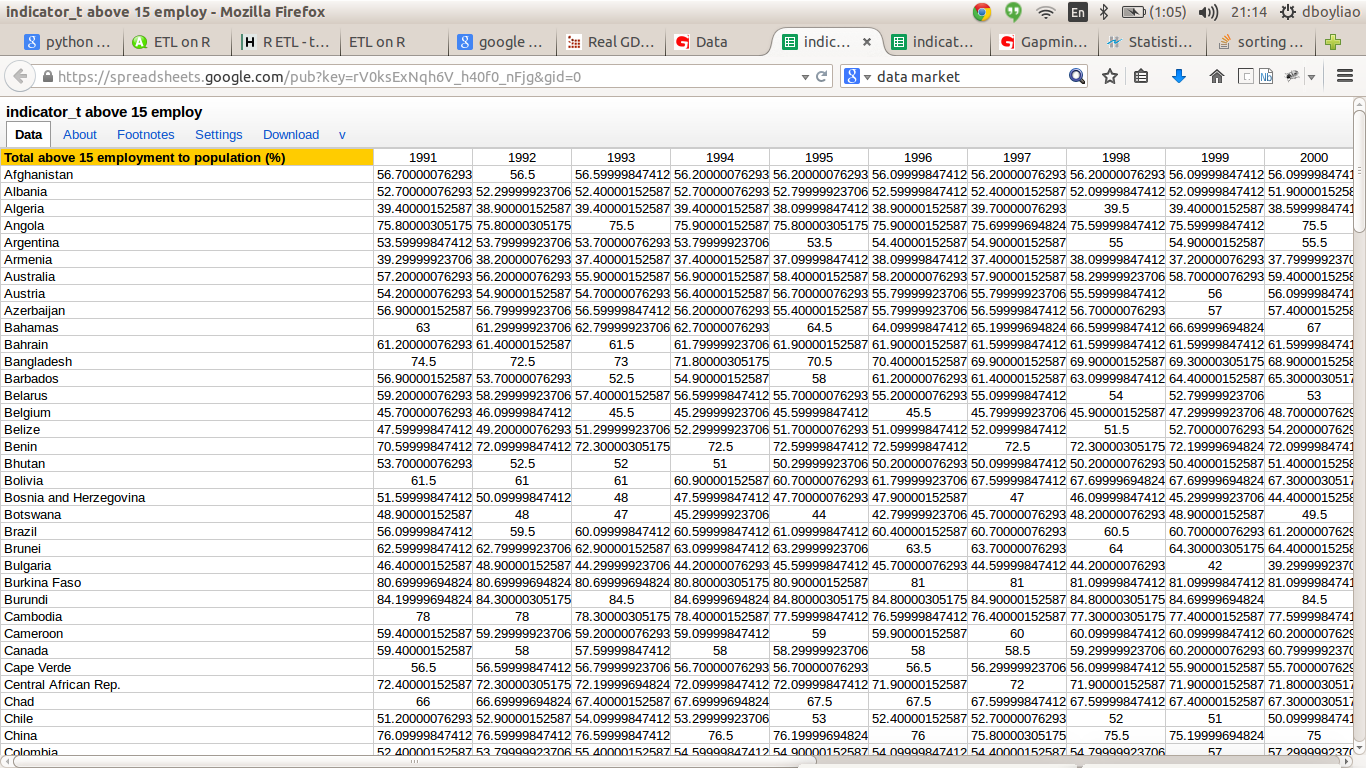 indicator_t above 15 employ - Mozilla Firefox En (1:05) 21:14 dboyliao
python ... ETL on R R ETL - t... ETL on R google ... Real GD... Data indic... indicat... Gapmin... Statisti... sorting ...
https://spreadsheets.google.com/pub?key=rV0ksExNqh6V_h40f0_nFjg&gid=0 data market
indicator_t above 15 employ
Data About Footnotes Settings Download v
Total above 15 employment to population (%) 1991 1992 1993 1994 1995 1996 1997 1998 1999 2000
Afghanistan 56.70000076293 56.5 56.59999847412 56.20000076293 56.20000076293 56.09999847412 56.20000076293 56.20000076293 56.09999847412 56.0999984741
Albania 52.70000076293 52.29999923706 52.40000152587 52.70000076293 52.79999923706 52.59999847412 52.40000152587 52.09999847412 52.09999847412 51.9000015258
Algeria 39.40000152587 38.90000152587 39.40000152587 39.40000152587 38.09999847412 38.90000152587 39.70000076293 39.5 39.40000152587 38.5999984741
Angola 75.80000305175 75.80000305175 75.5 75.90000152587 75.80000305175 75.90000152587 75.69999694824 75.59999847412 75.59999847412 75.5
Argentina 53.59999847412 53.79999923706 53.70000076293 53.79999923706 53.5 54.40000152587 54.90000152587 55 54.90000152587 55.5
Armenia 39.29999923706 38.20000076293 37.40000152587 37.40000152587 37.09999847412 38.09999847412 37.40000152587 38.09999847412 37.20000076293 37.7999992370
Australia 57.20000076293 56.20000076293 55.90000152587 56.90000152587 58.40000152587 58.20000076293 57.90000152587 58.29999923706 58.70000076293 59.4000015258
Austria 54.20000076293 54.90000152587 54.70000076293 56.40000152587 56.70000076293 55.79999923706 55.79999923706 55.59999847412 56 56.0999984741
Azerbaijan 56.90000152587 56.79999923706 56.59999847412 56.20000076293 55.40000152587 55.79999923706 56.59999847412 56.70000076293 57 57.4000015258
Bahamas 63 61.29999923706 62.79999923706 62.70000076293 64.5 64.09999847412 65.19999694824 66.59999847412 66.69999694824 67
Bahrain 61.20000076293 61.40000152587 61.5 61.79999923706 61.90000152587 61.90000152587 61.59999847412 61.59999847412 61.59999847412 61.5999984741
Bangladesh 74.5 72.5 73 71.80000305175 70.5 70.40000152587 69.90000152587 69.90000152587 69.30000305175 68.9000015258
Barbados 56.90000152587 53.70000076293 52.5 54.90000152587 58 61.20000076293 61.40000152587 63.09999847412 64.40000152587 65.3000030517
Belarus 59.20000076293 58.29999923706 57.40000152587 56.59999847412 55.70000076293 55.20000076293 55.09999847412 54 52.79999923706 53
Belgium 45.70000076293 46.09999847412 45.5 45.29999923706 45.59999847412 45.5 45.79999923706 45.90000152587 47.29999923706 48.7000007629
Belize 47.59999847412 49.20000076293 51.29999923706 52.29999923706 51.70000076293 51.09999847412 52.09999847412 51.5 52.70000076293 54.2000007629
Benin 70.59999847412 72.09999847412 72.30000305175 72.5 72.59999847412 72.59999847412 72.5 72.30000305175 72.19999694824 72.0999984741
Bhutan 53.70000076293 52.5 52 51 50.29999923706 50.20000076293 50.09999847412 50.20000076293 50.40000152587 51.4000015258
Bolivia 61.5 61 61 60.90000152587 60.70000076293 61.79999923706 67.59999847412 67.69999694824 67.69999694824 67.3000030517
Bosnia and Herzegovina 51.59999847412 50.09999847412 48 47.59999847412 47.70000076293 47.90000152587 47 46.09999847412 45.29999923706 44.4000015258
Botswana 48.90000152587 48 47 45.29999923706 44 42.79999923706 45.70000076293 48.20000076293 48.90000152587 49.5
Brazil 56.09999847412 59.5 60.09999847412 60.59999847412 61.09999847412 60.40000152587 60.70000076293 60.5 60.70000076293 61.2000007629
Brunei 62.59999847412 62.79999923706 62.90000152587 63.09999847412 63.29999923706 63.5 63.70000076293 64 64.30000305175 64.4000015258
Bulgaria 46.40000152587 48.90000152587 44.29999923706 44.20000076293 45.59999847412 45.70000076293 44.59999847412 44.20000076293 42 39.2999992370
Burkina Faso 80.69999694824 80.69999694824 80.69999694824 80.80000305175 80.90000152587 81 81 81.09999847412 81.09999847412 81.0999984741
Burundi 84.19999694824 84.30000305175 84.5 84.69999694824 84.80000305175 84.80000305175 84.90000152587 84.80000305175 84.69999694824 84.5
Cambodia 78 78 78.30000305175 78.40000152587 77.59999847412 76.59999847412 76.40000152587 77.30000305175 77.40000152587 77.5999984741
Cameroon 59.40000152587 59.29999923706 59.20000076293 59.09999847412 59 59.90000152587 60 60.09999847412 60.09999847412 60.2000007629
Canada 59.40000152587 58 57.59999847412 58 58.29999923706 58 58.5 59.29999923706 60.20000076293 60.7999992370
Cape Verde 56.5 56.59999847412 56.79999923706 56.70000076293 56.70000076293 56.5 56.29999923706 56.09999847412 55.90000152587 55.7000007629
Central African Rep. 72.40000152587 72.30000305175 72.19999694824 72.09999847412 72.09999847412 71.90000152587 72 71.90000152587 71.90000152587 71.8000030517
Chad 66 66.69999694824 67.40000152587 67.69999694824 67.5 67.5 67.59999847412 67.59999847412 67.40000152587 67.3000030517
Chile 51.20000076293 52.90000152587 54.09999847412 53.29999923706 53 52.40000152587 52.70000076293 52 51 50.0999984741
China 76.09999847412 76.59999847412 76.59999847412 76.5 76.19999694824 76 75.80000305175 75.5 75.19999694824 75
Colombia 52.40000152587 53.79999923706 55.40000152587 54.59999847412 54.90000152587 54.09999847412 54.40000152587 54.79999923706 57 57.2999992370